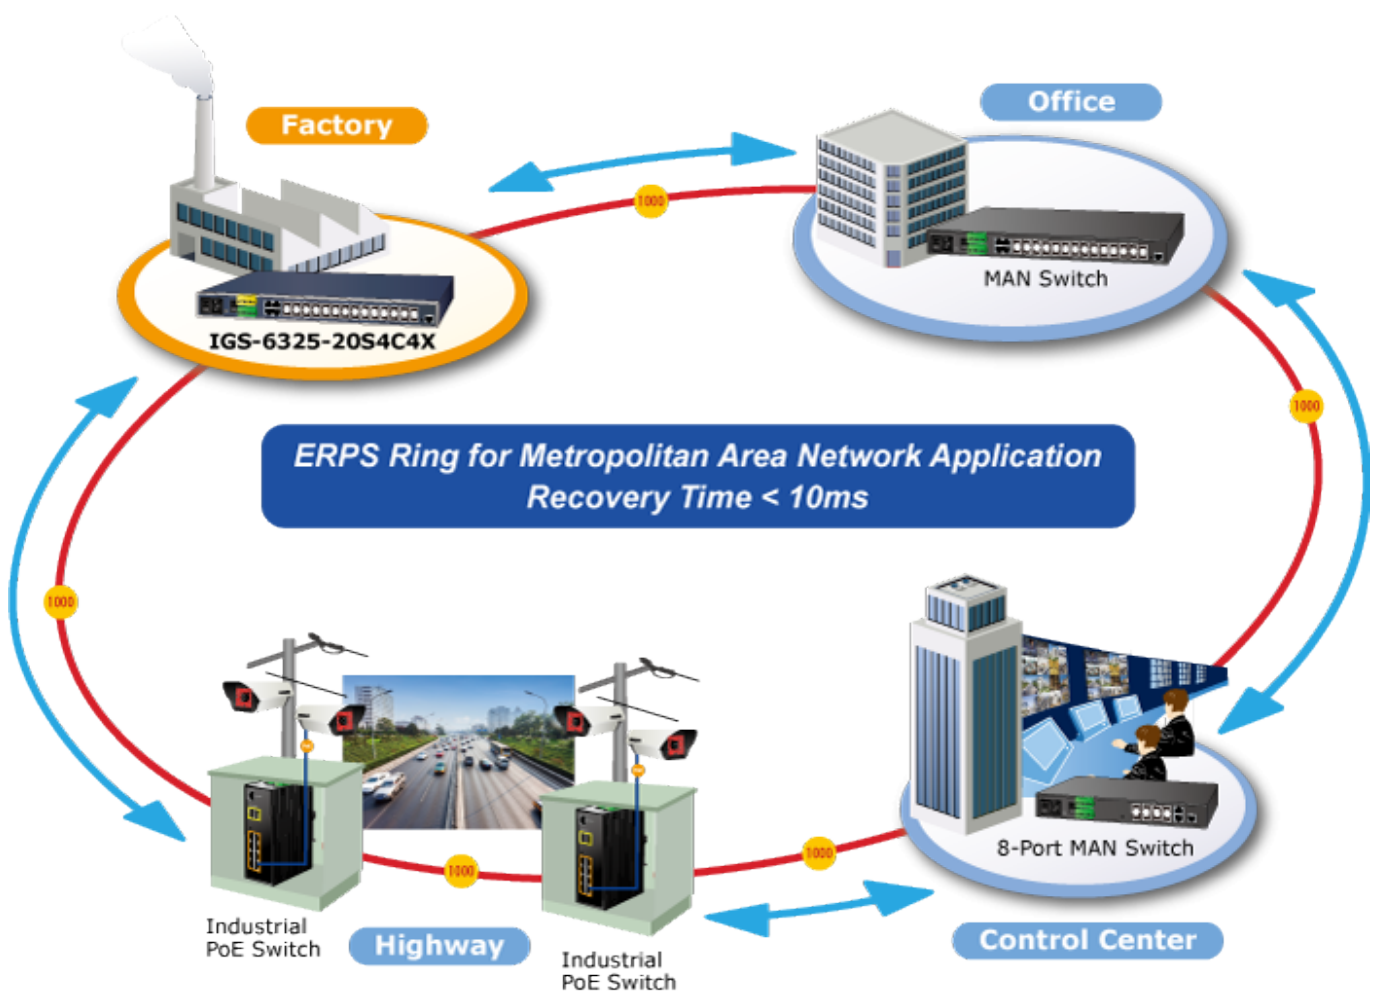 Factory
Office
1000
MAN Switch
IGS-6325-20S4C4X
1000
ERPS Ring for Metropolitan Area Network Application
Recovery Time < 10ms
1000
8-Port MAN Switch
1000
1000
Industrial
PoE Switch
Highway
Control Center
Industrial
PoE Switch